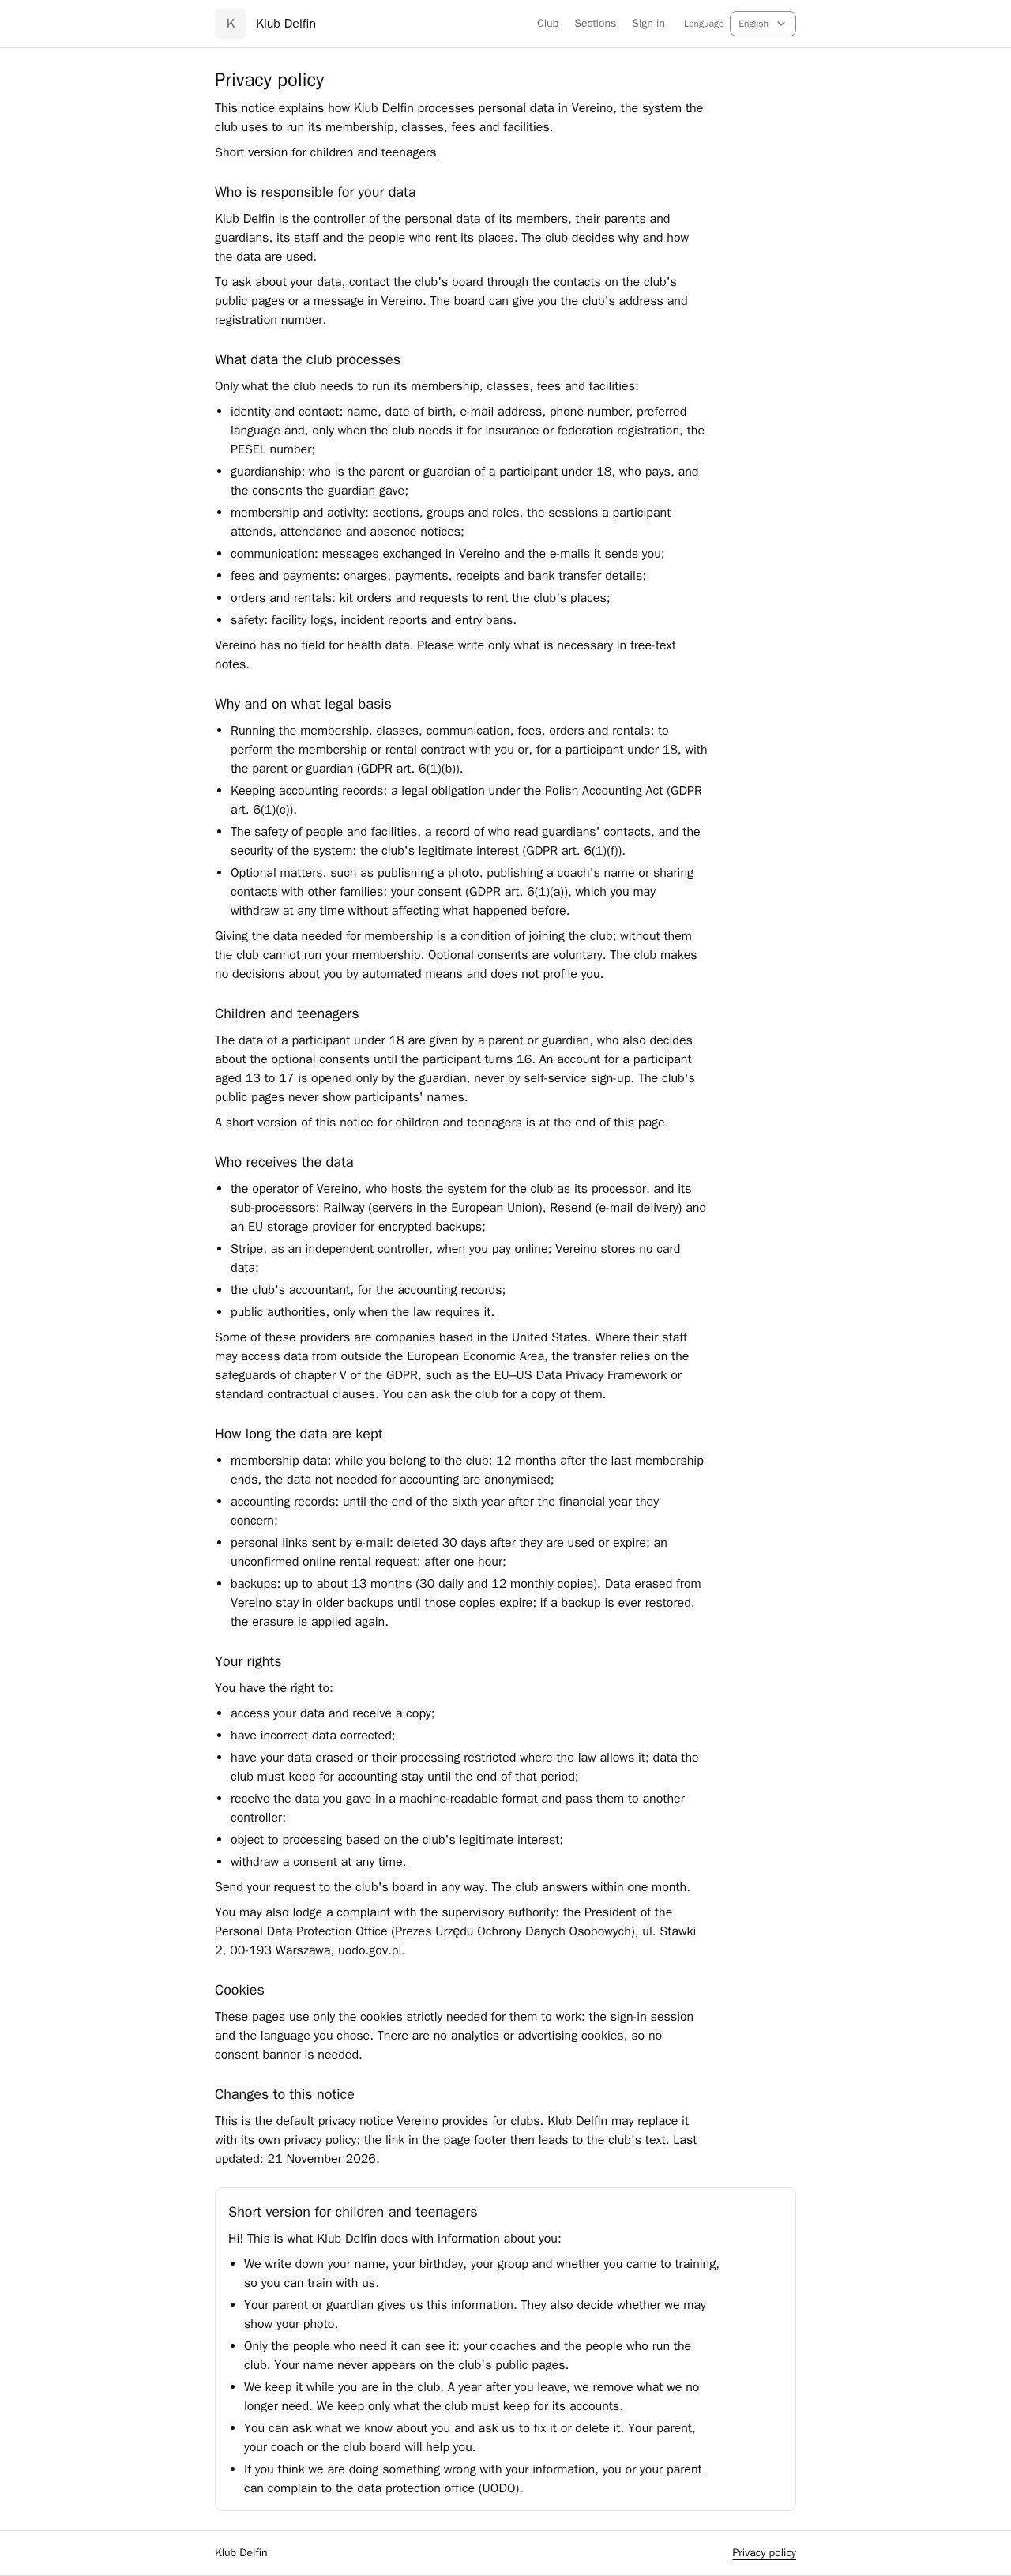 K
Klub Delfin
Club
Sections
Sign in
Language
English
Privacy policy
This notice explains how Klub Delfin processes personal data in Vereino, the system the
club uses to run its membership, classes, fees and facilities.
Short version for children and teenagers
Who is responsible for your data
Klub Delfin is the controller of the personal data of its members, their parents and
guardians, its staff and the people who rent its places. The club decides why and how
the data are used.
To ask about your data, contact the club's board through the contacts on the club's
public pages or a message in Vereino. The board can give you the club's address and
registration number.
What data the club processes
Only what the club needs to run its membership, classes, fees and facilities:
• identity and contact: name, date of birth, e-mail address, phone number, preferred
language and, only when the club needs it for insurance or federation registration, the
PESEL number;
• guardianship: who is the parent or guardian of a participant under 18, who pays, and
the consents the guardian gave;
• membership and activity: sections, groups and roles, the sessions a participant
attends, attendance and absence notices;
• communication: messages exchanged in Vereino and the e-mails it sends you;
• fees and payments: charges, payments, receipts and bank transfer details;
• orders and rentals: kit orders and requests to rent the club's places;
• safety: facility logs, incident reports and entry bans.
Vereino has no field for health data. Please write only what is necessary in free-text
notes.
Why and on what legal basis
• Running the membership, classes, communication, fees, orders and rentals: to
perform the membership or rental contract with you or, for a participant under 18, with
the parent or guardian (GDPR art. 6(1)(b)).
• Keeping accounting records: a legal obligation under the Polish Accounting Act (GDPR
art. 6(1)(c)).
• The safety of people and facilities, a record of who read guardians' contacts, and the
security of the system: the club's legitimate interest (GDPR art. 6(1)(f)).
• Optional matters, such as publishing a photo, publishing a coach's name or sharing
contacts with other families: your consent (GDPR art. 6(1)(a)), which you may
withdraw at any time without affecting what happened before.
Giving the data needed for membership is a condition of joining the club; without them
the club cannot run your membership. Optional consents are voluntary. The club makes
no decisions about you by automated means and does not profile you.
Children and teenagers
The data of a participant under 18 are given by a parent or guardian, who also decides
about the optional consents until the participant turns 16. An account for a participant
aged 13 to 17 is opened only by the guardian, never by self-service sign-up. The club's
public pages never show participants' names.
A short version of this notice for children and teenagers is at the end of this page.
Who receives the data
• the operator of Vereino, who hosts the system for the club as its processor, and its
sub-processors: Railway (servers in the European Union), Resend (e-mail delivery) and
an EU storage provider for encrypted backups;
• Stripe, as an independent controller, when you pay online; Vereino stores no card
data;
• the club's accountant, for the accounting records;
• public authorities, only when the law requires it.
Some of these providers are companies based in the United States. Where their staff
may access data from outside the European Economic Area, the transfer relies on the
safeguards of chapter V of the GDPR, such as the EU–US Data Privacy Framework or
standard contractual clauses. You can ask the club for a copy of them.
How long the data are kept
• membership data: while you belong to the club; 12 months after the last membership
ends, the data not needed for accounting are anonymised;
• accounting records: until the end of the sixth year after the financial year they
concern;
• personal links sent by e-mail: deleted 30 days after they are used or expire; an
unconfirmed online rental request: after one hour;
• backups: up to about 13 months (30 daily and 12 monthly copies). Data erased from
Vereino stay in older backups until those copies expire; if a backup is ever restored,
the erasure is applied again.
Your rights
You have the right to:
• access your data and receive a copy;
• have incorrect data corrected;
• have your data erased or their processing restricted where the law allows it; data the
club must keep for accounting stay until the end of that period;
• receive the data you gave in a machine-readable format and pass them to another
controller;
• object to processing based on the club's legitimate interest;
• withdraw a consent at any time.
Send your request to the club's board in any way. The club answers within one month.
You may also lodge a complaint with the supervisory authority: the President of the
Personal Data Protection Office (Prezes Urzędu Ochrony Danych Osobowych), ul. Stawki
2, 00-193 Warszawa, uodo.gov.pl.
Cookies
These pages use only the cookies strictly needed for them to work: the sign-in session
and the language you chose. There are no analytics or advertising cookies, so no
consent banner is needed.
Changes to this notice
This is the default privacy notice Vereino provides for clubs. Klub Delfin may replace it
with its own privacy policy; the link in the page footer then leads to the club's text. Last
updated: 21 November 2026.
Short version for children and teenagers
Hi! This is what Klub Delfin does with information about you:
• We write down your name, your birthday, your group and whether you came to training,
so you can train with us.
• Your parent or guardian gives us this information. They also decide whether we may
show your photo.
• Only the people who need it can see it: your coaches and the people who run the
club. Your name never appears on the club's public pages.
• We keep it while you are in the club. A year after you leave, we remove what we no
longer need. We keep only what the club must keep for its accounts.
• You can ask what we know about you and ask us to fix it or delete it. Your parent,
your coach or the club board will help you.
• If you think we are doing something wrong with your information, you or your parent
can complain to the data protection office (UODO).
Klub Delfin
Privacy policy